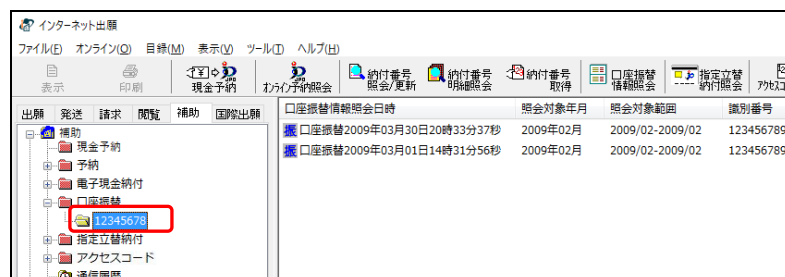 インターネット出願
ファイル(F) オンライン(O) 目録(M) 表示(V) ツール(T) ヘルプ(H)
表示 印刷 現金予納 オンライン予納照会 納付番号照会/更新 納付番号明細照会 納付番号取得 口座振替情報照会 指定立替納付照会 アクセスコ
出願 発送 請求 閲覧 補助 国際出願
口座振替情報照会日時 照会対象年月 照会対象範囲 識別番号
口座振替2009年03月30日20時33分37秒 2009年02月 2009/02-2009/02 123456789
口座振替2009年03月01日14時31分56秒 2009年02月 2009/02-2009/02 123456789
補助
現金予納
予納
電子現金納付
口座振替
12345678
指定立替納付
アクセスコード
通信履歴